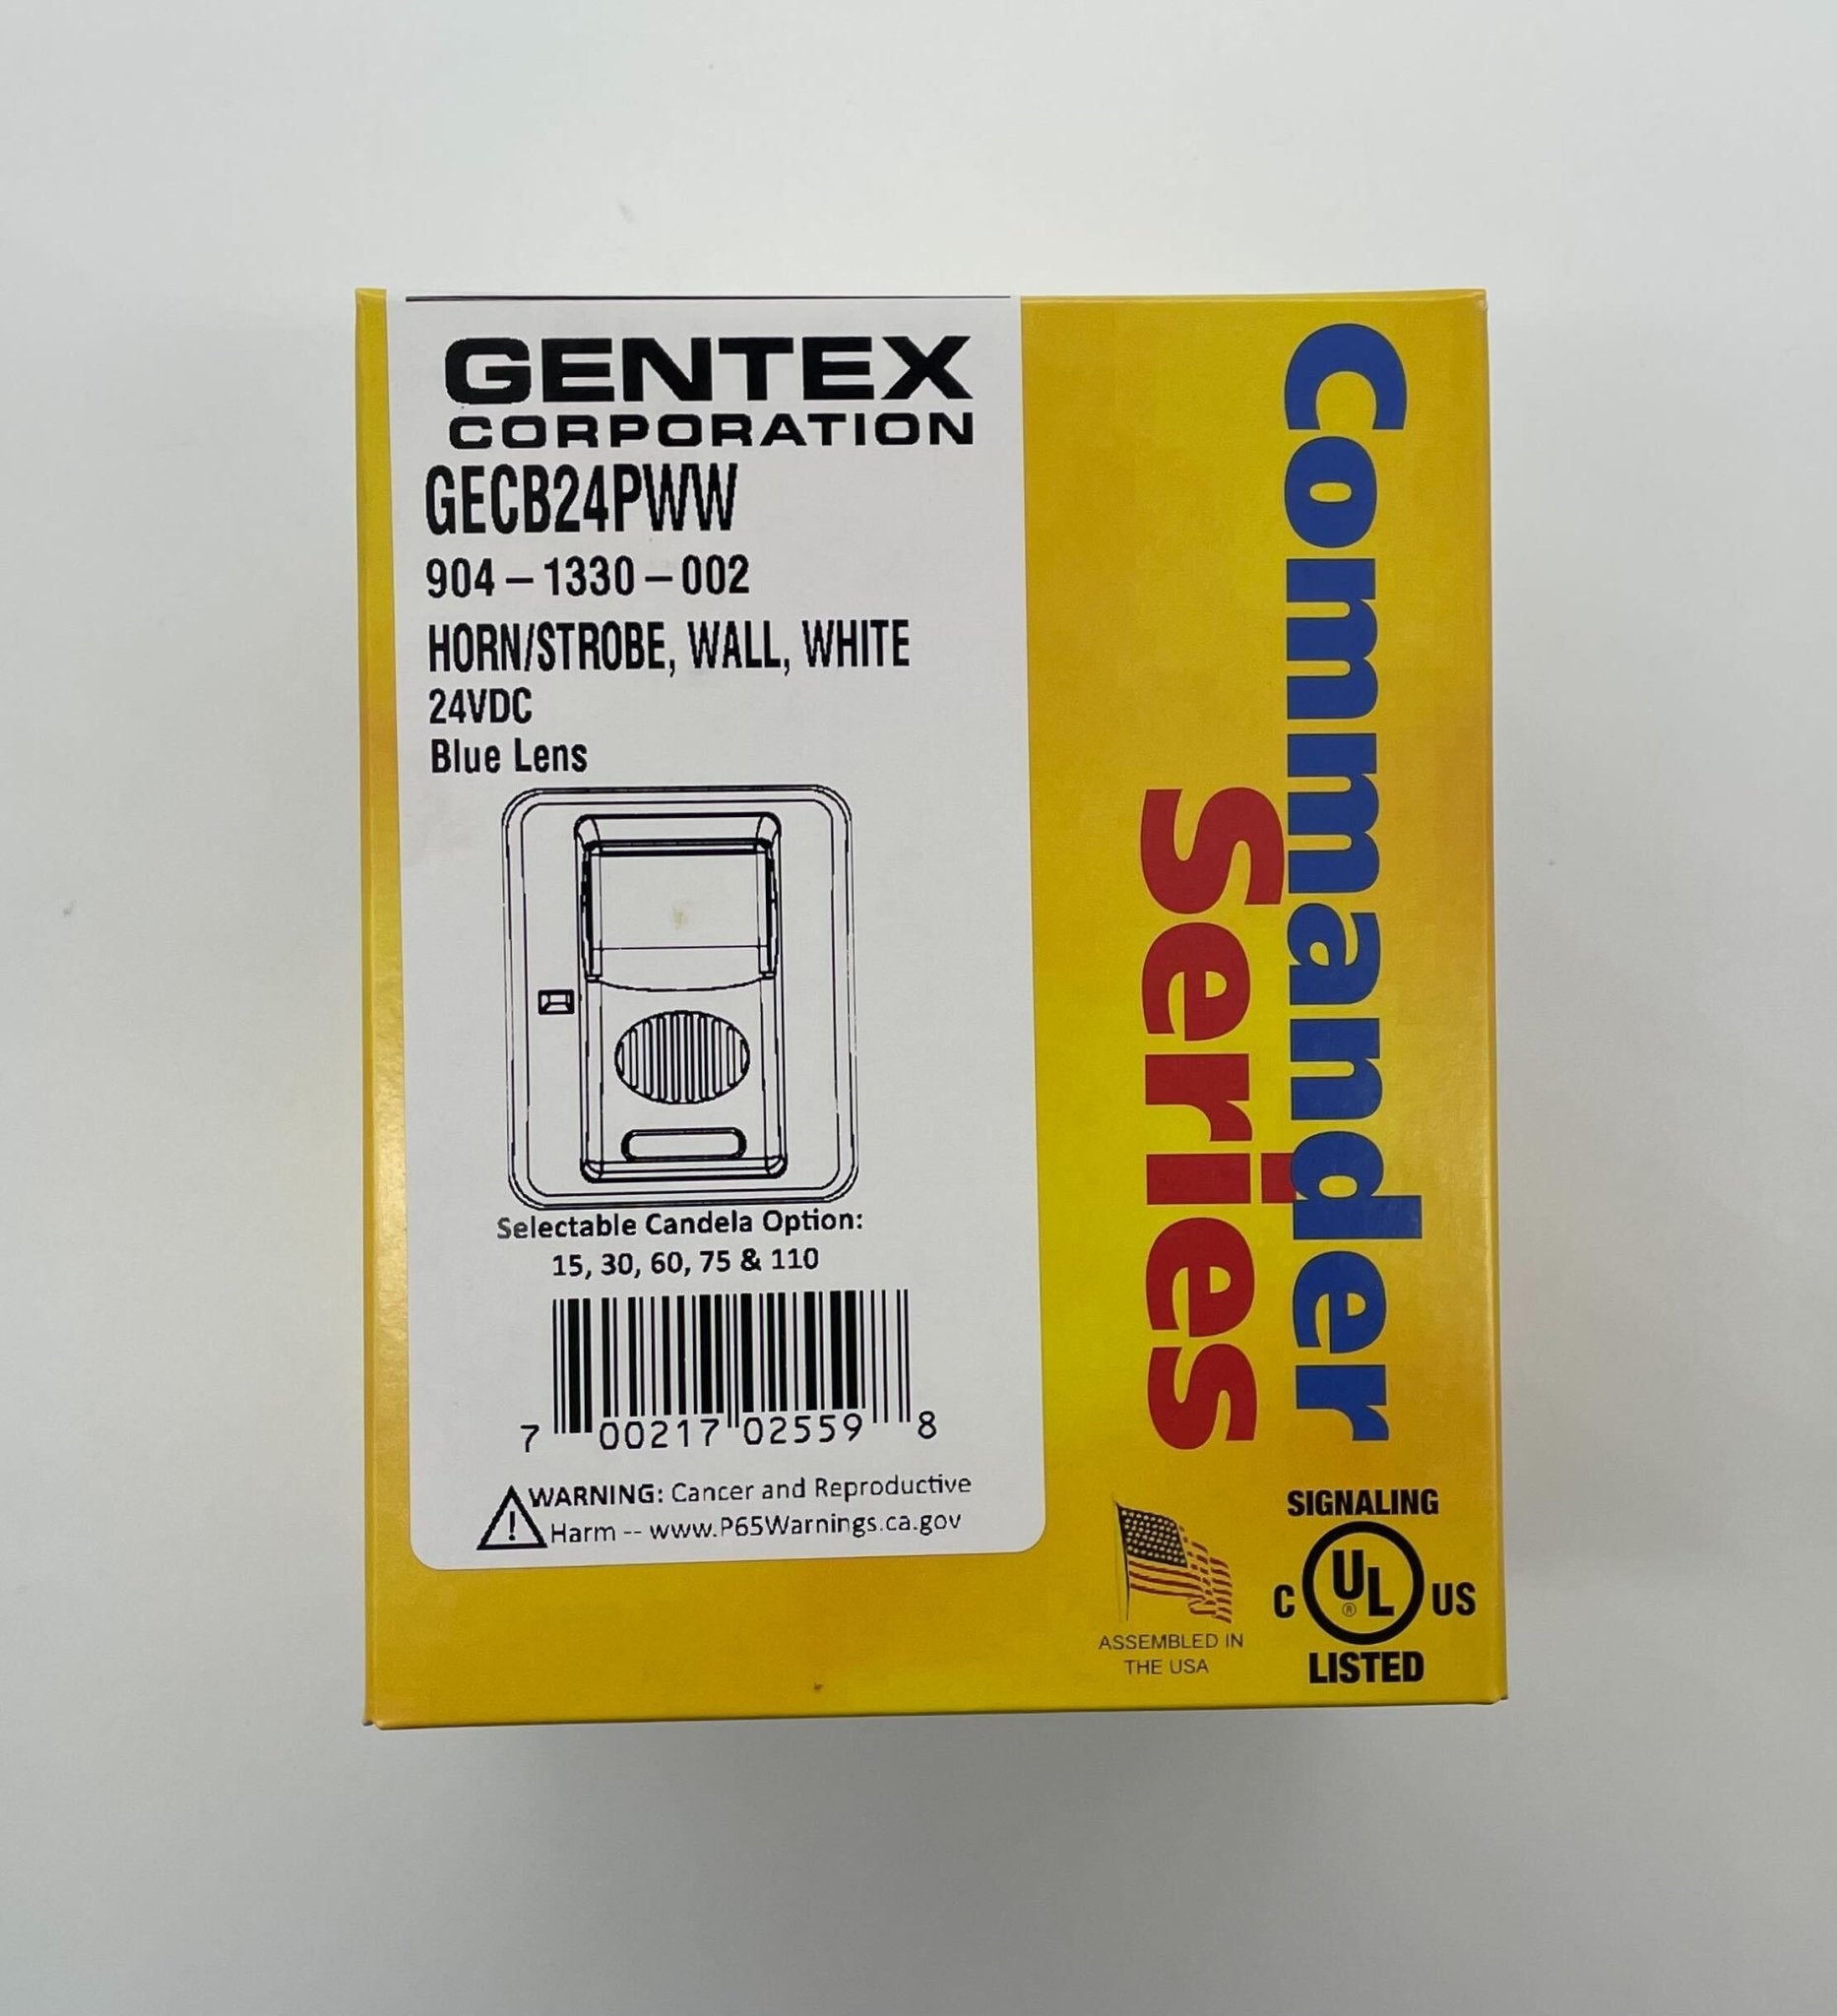 GENTEX
CORPORATION
GECB24PWW
904-1330-002
HORN/STROBE, WALL, WHITE
24VDC
Blue Lens
Selectable Candela Option:
15, 30, 60, 75 & 110
7 00217 02559 8
WARNING: Cancer and Reproductive
Harm -- www.P65Warnings.ca.gov
Commander
Series
ASSEMBLED IN
THE USA
SIGNALING
C UL ® US
LISTED